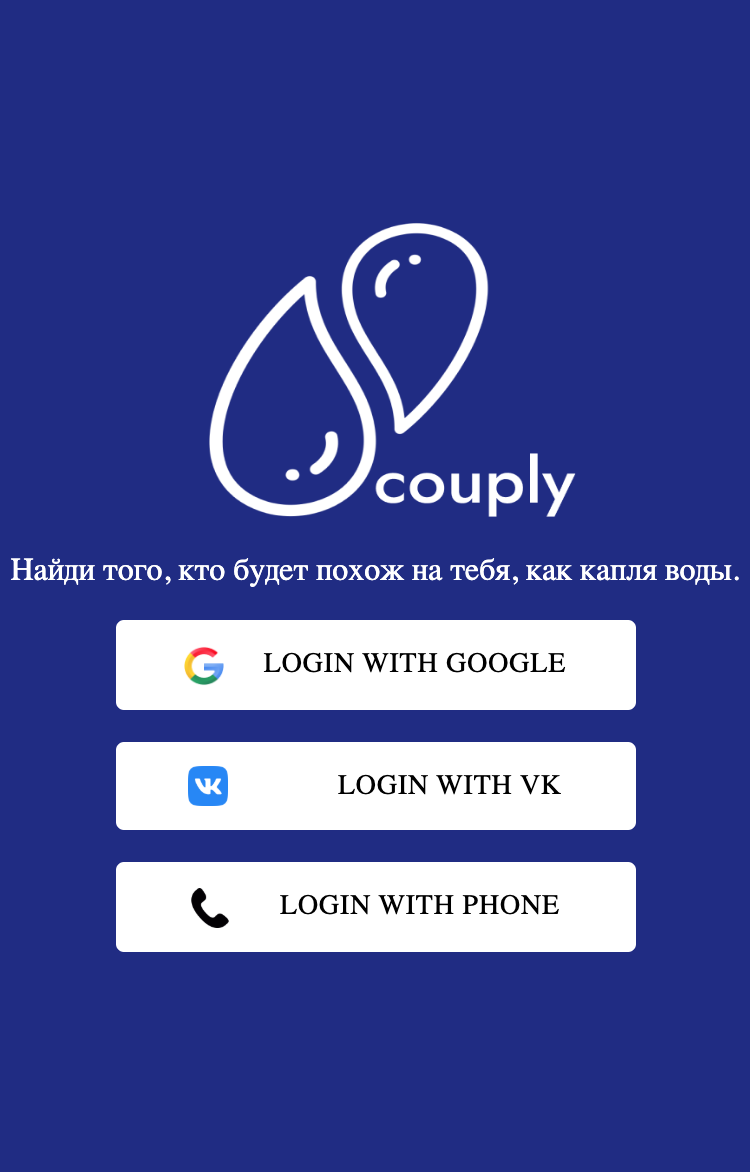 couply
Найди того, кто будет похож на тебя, как капля воды.
LOGIN WITH GOOGLE
LOGIN WITH VK
LOGIN WITH PHONE